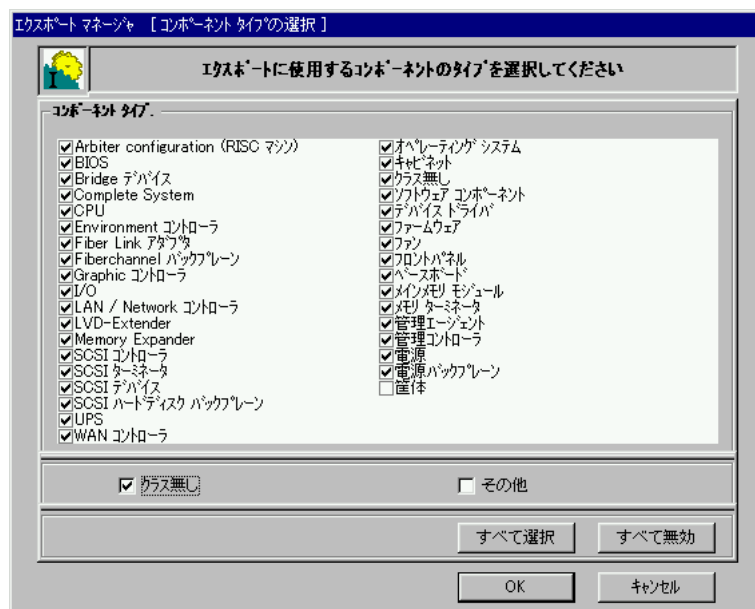 エクスポート マネージャ [コンポーネント タイプの選択]
エクスポートに使用するコンポーネントのタイプを選択してください
コンポーネント タイプ.
Arbiter configuration (RISC マシン)
BIOS
Bridge デバイス
Complete System
CPU
Environment コントローラ
Fiber Link アダプタ
Fiberchannel バックプレーン
Graphic コントローラ
I/O
LAN / Network コントローラ
LVD-Extender
Memory Expander
SCSI コントローラ
SCSI ターミネータ
SCSI デバイス
SCSI ハードディスク バックプレーン
UPS
WAN コントローラ
オペレーティング システム
キャビネット
クラス無し
ソフトウェア コンポーネント
デバイス ドライバ
ファームウェア
ファン
フロントパネル
ベースボード
メインメモリ モジュール
メモリ ターミネータ
管理エージェント
管理コントローラ
電源
電源バックプレーン
筐体
クラス無し
その他
すべて選択
すべて無効
OK
キャンセル